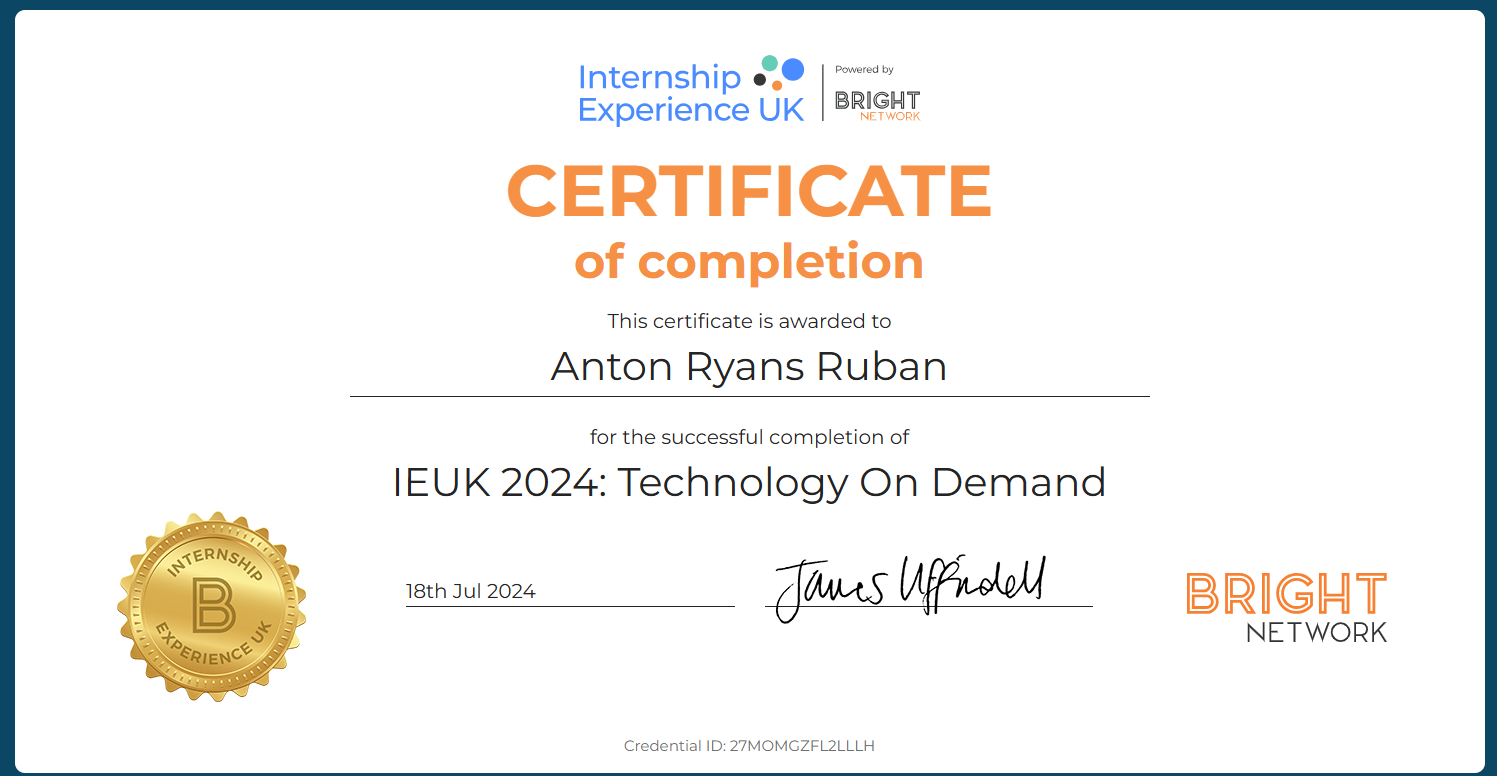 Internship
Experience UK
Powered by
BRIGHT
NETWORK
CERTIFICATE
of completion
This certificate is awarded to
Anton Ryans Ruban
for the successful completion of
IEUK 2024: Technology On Demand
INTERNSHIP
B
EXPERIENCE UK
18th Jul 2024
James Uffindell
BRIGHT
NETWORK
Credential ID: 27MOMGZFL2LLLH